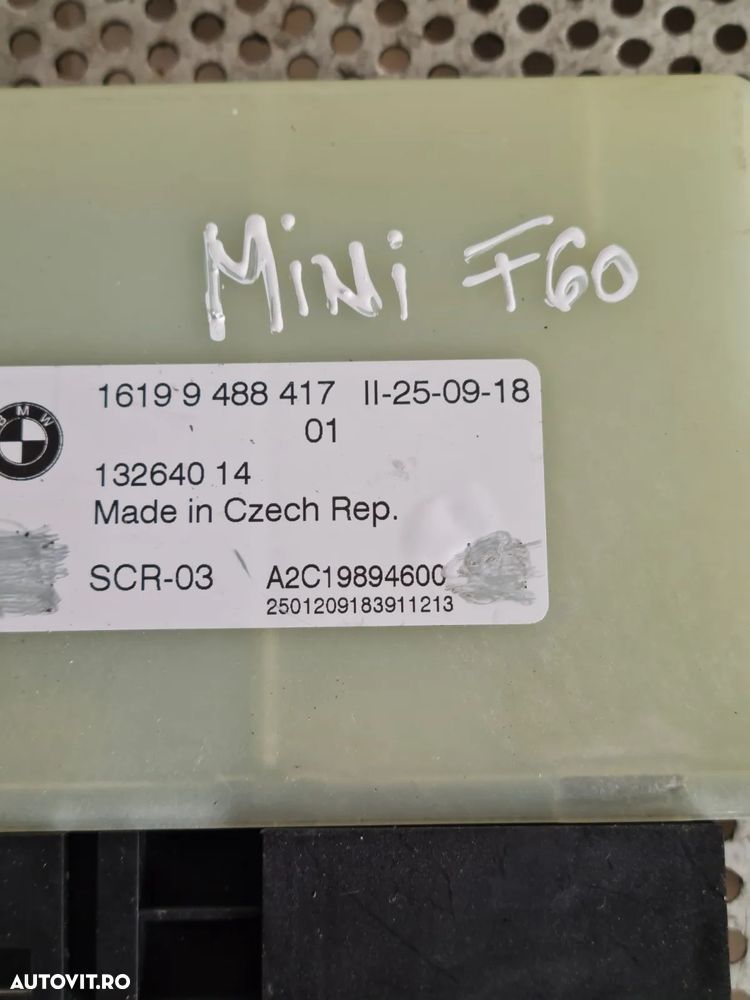 MiNi F60
1619 9 488 417 II-25-09-18
01
BMW
132640 14
Made in Czech Rep.
SCR-03 A2C19894600
2501209183911213
AUTOVIT.RO